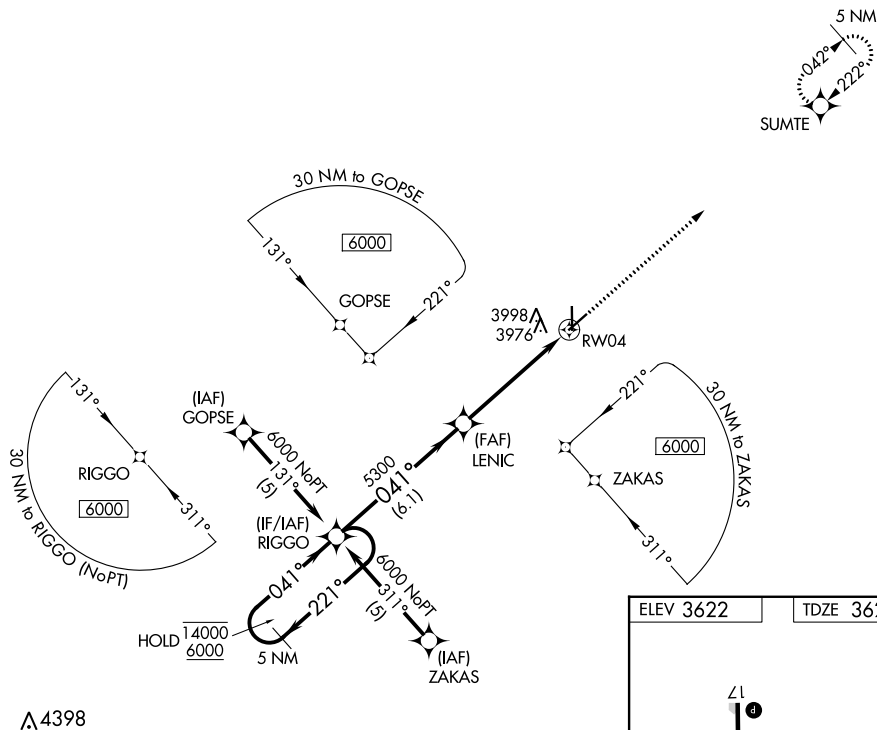 5 NM
042°
222°
SUMTE
30 NM to GOPSE
6000
131°
GOPSE
221°
3998
3976
RW04
131°
30 NM to RIGGO (NoPT)
RIGGO
6000
311°
(IAF)
GOPSE
6000 NoPT
131°
(5)
5300
041°
(6.1)
(FAF)
LENIC
221°
30 NM to ZAKAS
6000
ZAKAS
311°
(IF/IAF)
RIGGO
041°
221°
6000 NoPT
311°
(5)
HOLD 14000
6000
5 NM
(IAF)
ZAKAS
4398
ELEV 3622
TDZE
17
P